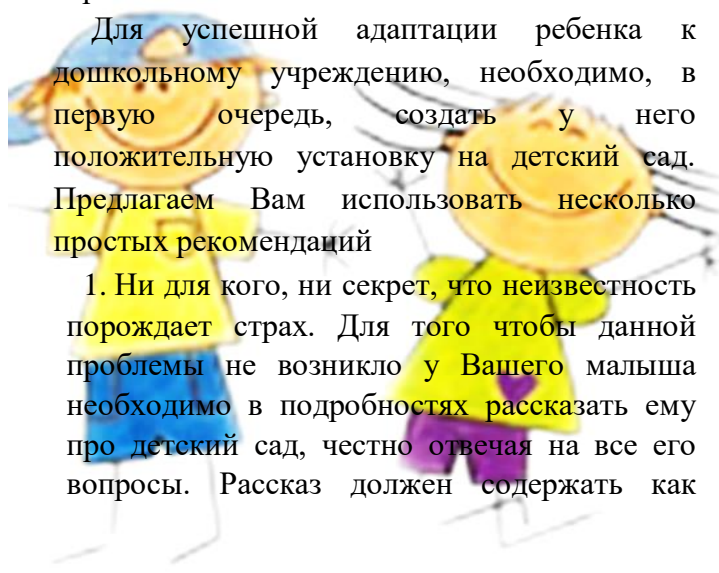 Для успешной адаптации ребенка к
дошкольному учреждению, необходимо, в
первую очередь, создать у него
положительную установку на детский сад.
Предлагаем Вам использовать несколько
простых рекомендаций
1. Ни для кого, ни секрет, что неизвестность
порождает страх. Для того чтобы данной
проблемы не возникло у Вашего малыша
необходимо в подробностях рассказать ему
про детский сад, честно отвечая на все его
вопросы. Рассказ должен содержать как